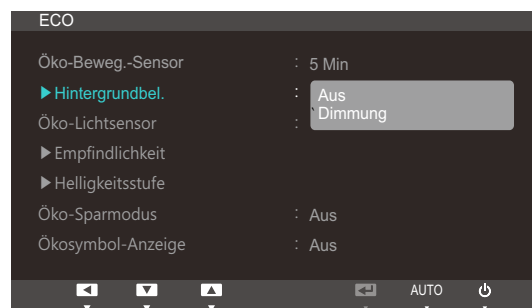 ECO
Öko-Beweg.-Sensor : 5 Min
▶Hintergrundbel. : Aus
Dimmung
Öko-Lichtsensor :
▶Empfindlichkeit
▶Helligkeitsstufe
Öko-Sparmodus : Aus
Ökosymbol-Anzeige : Aus
AUTO